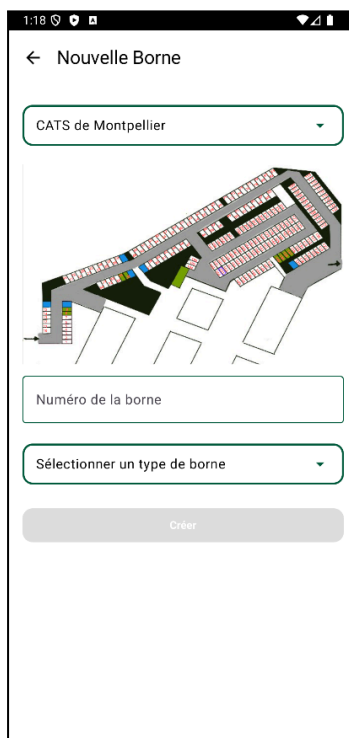 1:18
Nouvelle Borne
CATS de Montpellier
Numéro de la borne
Sélectionner un type de borne
Créer